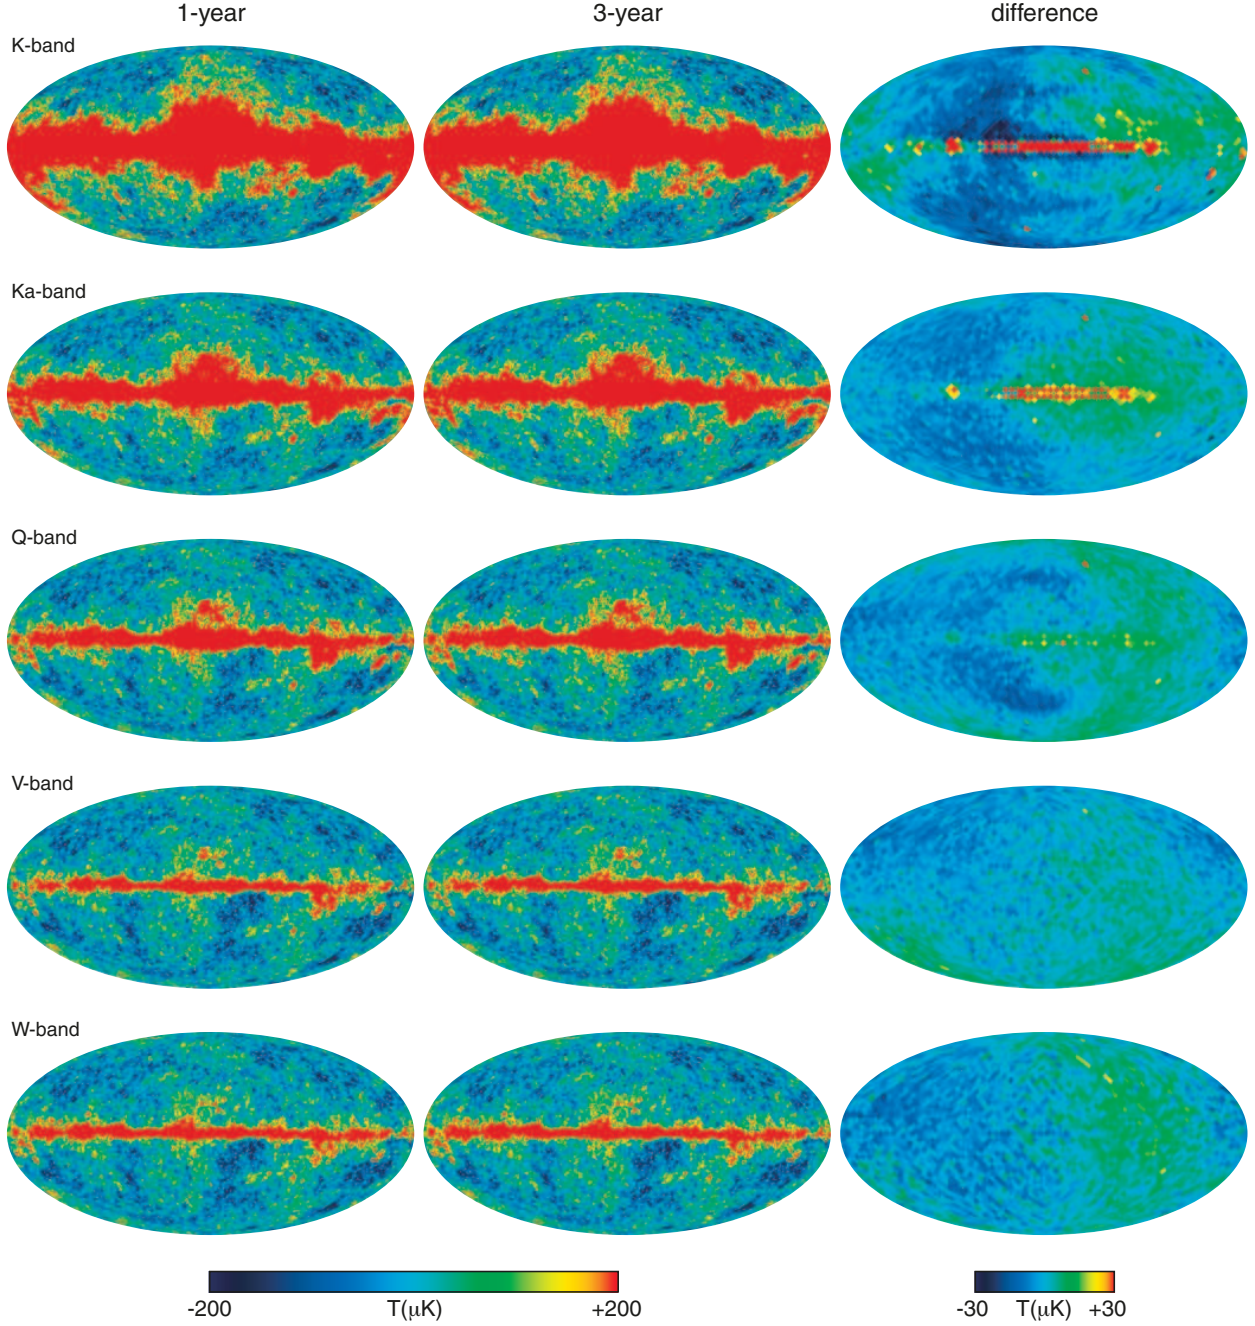 1-year 3-year difference
K-band
Ka-band
Q-band
V-band
W-band
-200 T(μK) +200 -30 T(μK) +30